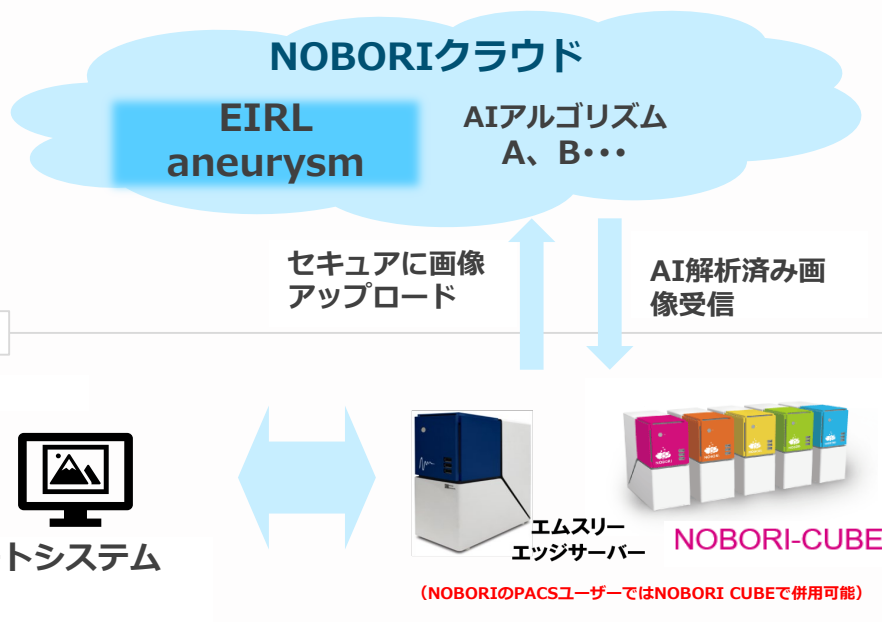 NOBORIクラウド
EIRL
aneurysm
AIアルゴリズム
A、B・・・
セキュアに画像
アップロード
AI解析済み画
像受信
トシステム
エムスリー
エッジサーバー
NOBORI-CUBE
（NOBORIのPACSユーザーではNOBORI CUBEで併用可能）